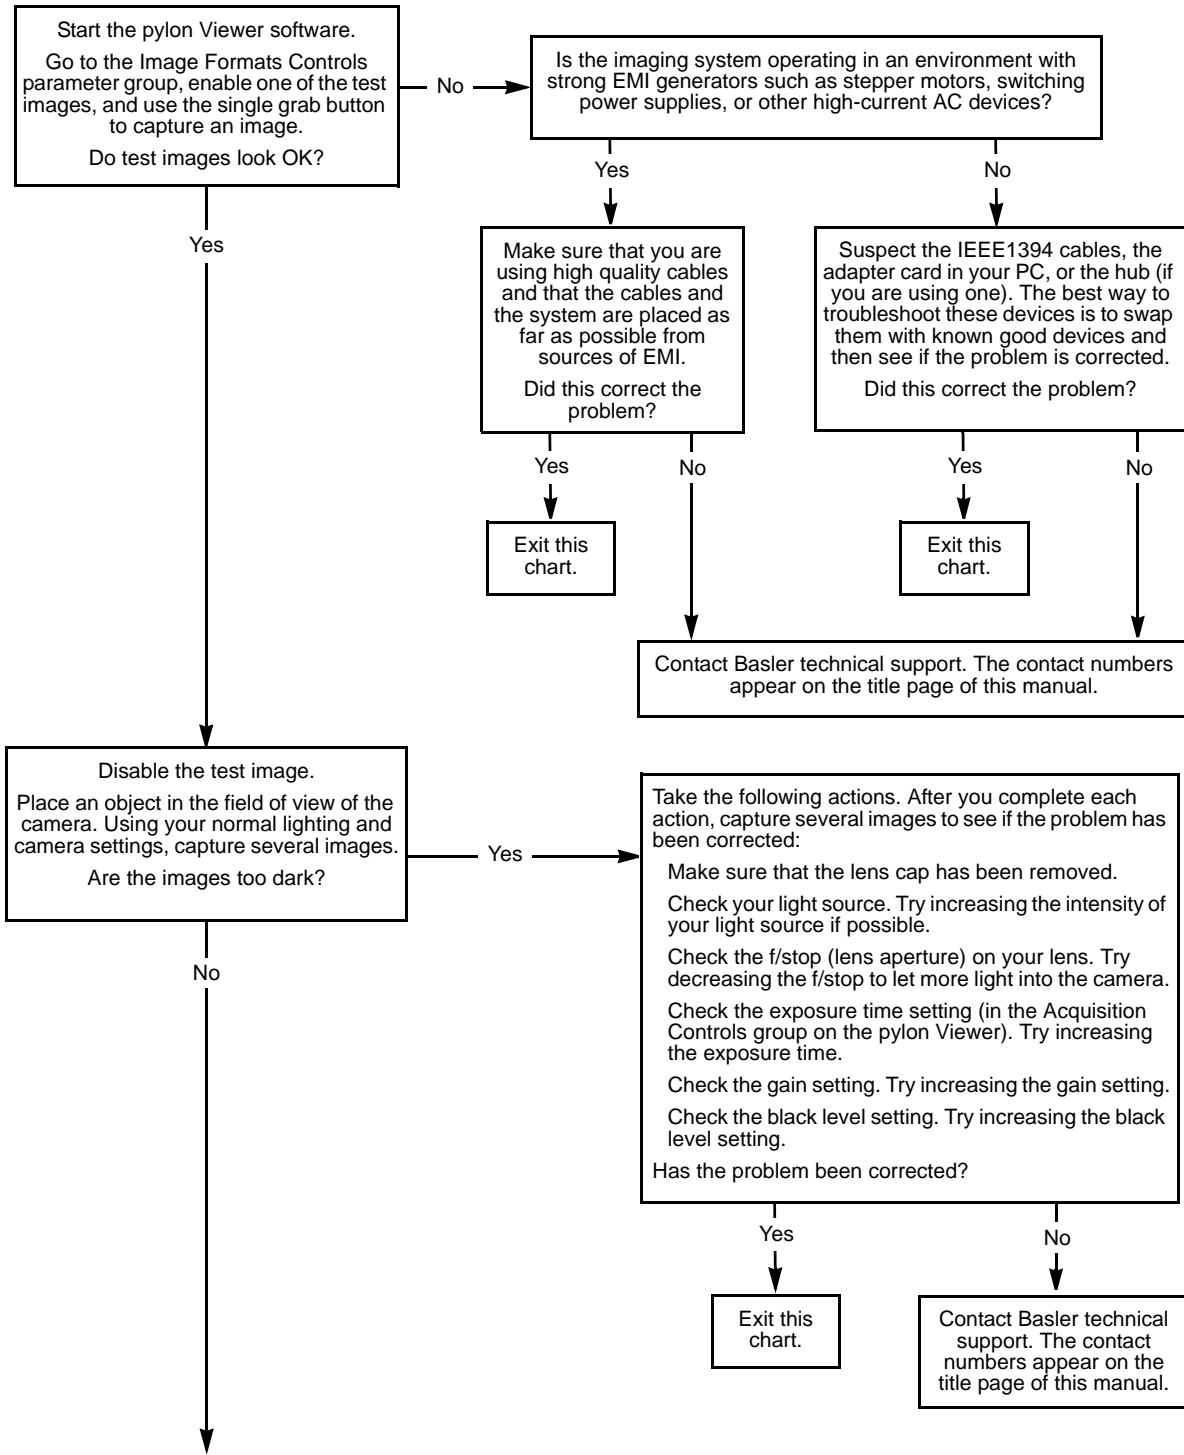 Start the pylon Viewer software.
Go to the Image Formats Controls
parameter group, enable one of the test
images, and use the single grab button
to capture an image.
Do test images look OK?
No
Is the imaging system operating in an environment with
strong EMI generators such as stepper motors, switching
power supplies, or other high-current AC devices?
Yes
No
Yes
Make sure that you are
using high quality cables
and that the cables and
the system are placed as
far as possible from
sources of EMI.
Did this correct the
problem?
Suspect the IEEE1394 cables, the
adapter card in your PC, or the hub (if
you are using one). The best way to
troubleshoot these devices is to swap
them with known good devices and
then see if the problem is corrected.
Did this correct the problem?
Yes
No
Yes
No
Exit this
chart.
Exit this
chart.
Contact Basler technical support. The contact numbers
appear on the title page of this manual.
Disable the test image.
Place an object in the field of view of the
camera. Using your normal lighting and
camera settings, capture several images.
Are the images too dark?
Yes
Take the following actions. After you complete each
action, capture several images to see if the problem has
been corrected:
Make sure that the lens cap has been removed.
Check your light source. Try increasing the intensity of
your light source if possible.
Check the f/stop (lens aperture) on your lens. Try
decreasing the f/stop to let more light into the camera.
Check the exposure time setting (in the Acquisition
Controls group on the pylon Viewer). Try increasing
the exposure time.
Check the gain setting. Try increasing the gain setting.
Check the black level setting. Try increasing the black
level setting.
Has the problem been corrected?
No
Yes
No
Exit this
chart.
Contact Basler technical
support. The contact
numbers appear on the
title page of this manual.